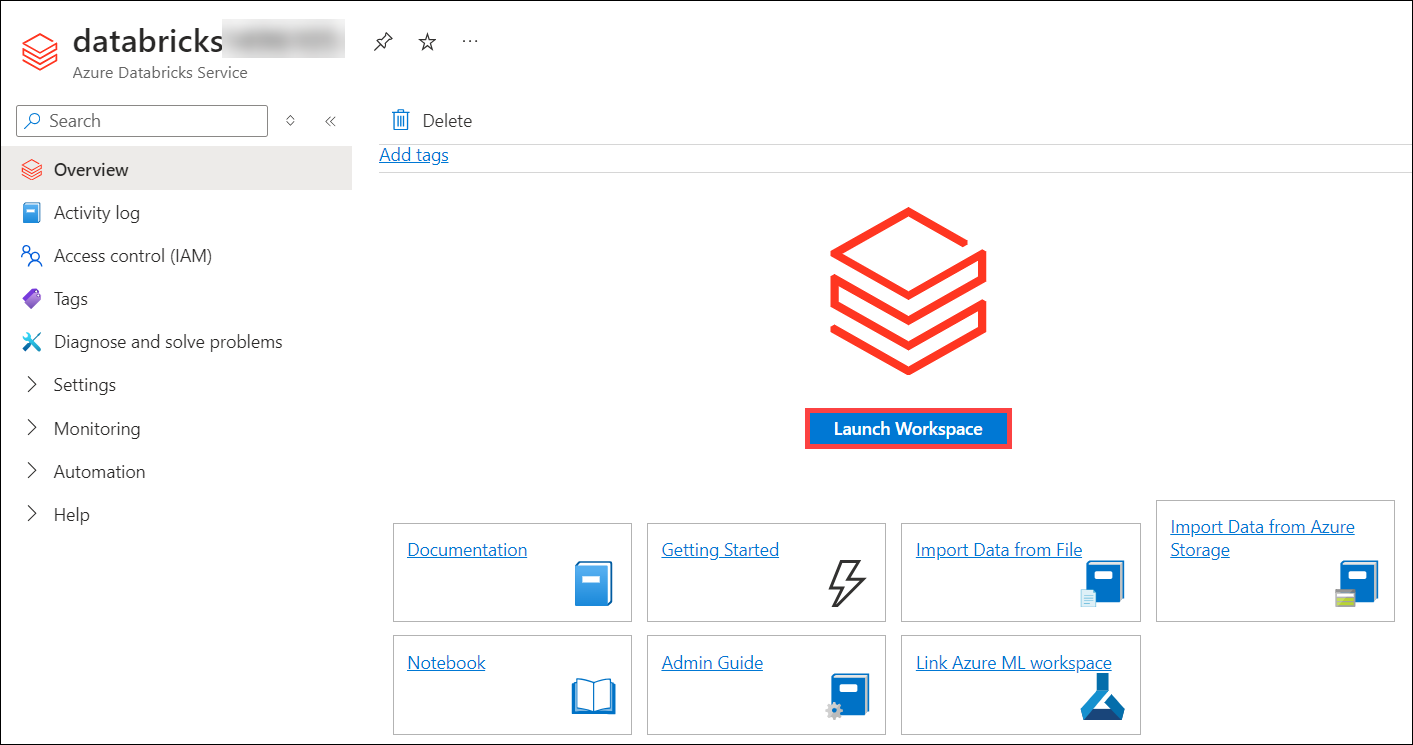 databricks
Azure Databricks Service
Search
Delete
Add tags
Overview
Activity log
Access control (IAM)
Tags
Diagnose and solve problems
Settings
Monitoring
Automation
Help
Launch Workspace
Documentation
Getting Started
Import Data from File
Import Data from Azure
Storage
Notebook
Admin Guide
Link Azure ML workspace